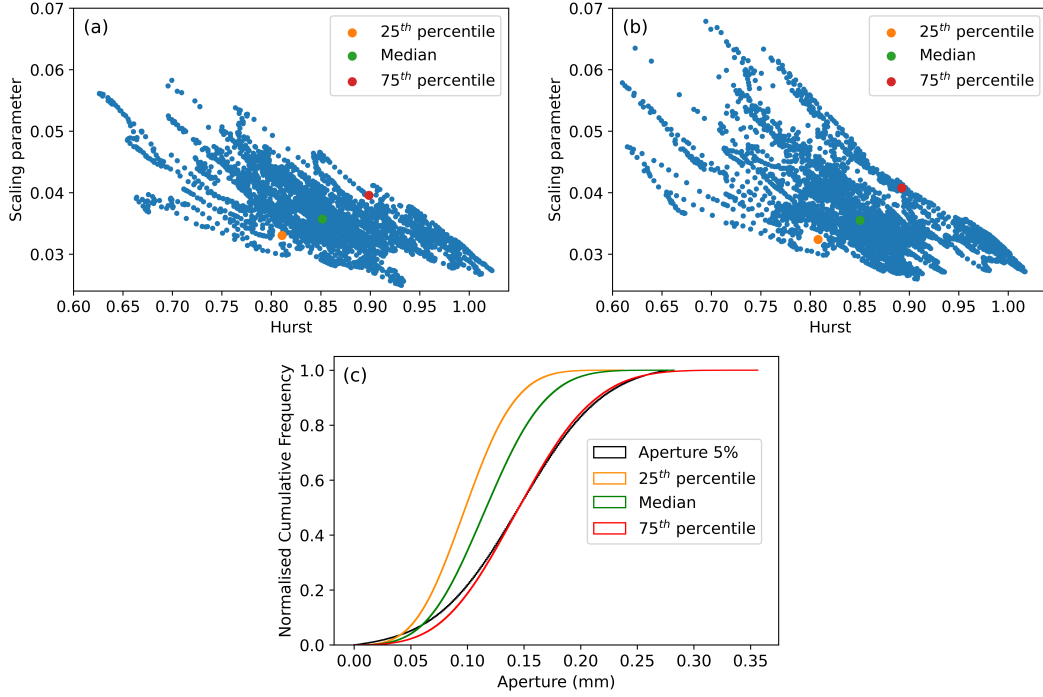 (a)
25th percentile
Median
75th percentile
0.07
0.06
0.05
0.04
0.03
Scaling parameter
0.60 0.65 0.70 0.75 0.80 0.85 0.90 0.95 1.00
Hurst
(b)
25th percentile
Median
75th percentile
0.07
0.06
0.05
0.04
0.03
Scaling parameter
0.60 0.65 0.70 0.75 0.80 0.85 0.90 0.95 1.00
Hurst
(c)
1.0
0.8
0.6
0.4
0.2
0.0
Normalised Cumulative Frequency
Aperture 5%
25th percentile
Median
75th percentile
0.00 0.05 0.10 0.15 0.20 0.25 0.30 0.35
Aperture (mm)